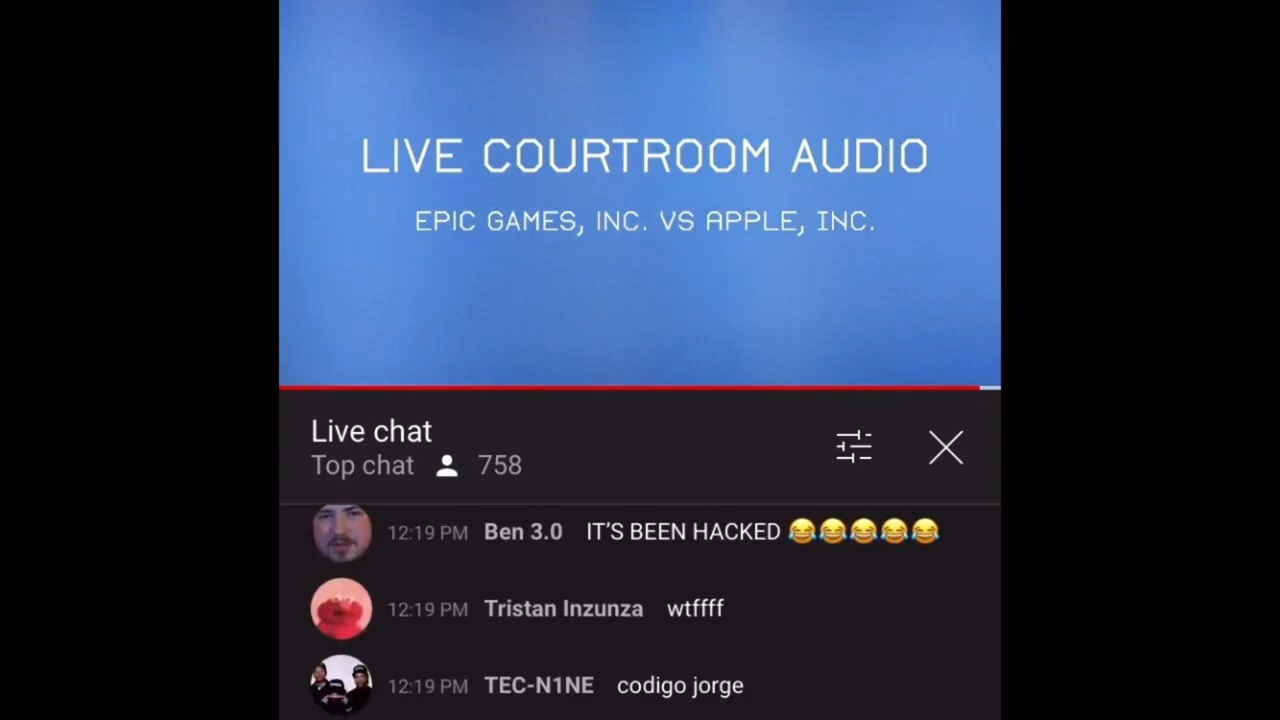 LIVE COURTROOM AUDIO
EPIC GAMES, INC. VS APPLE, INC.
Live chat
Top chat 758
12:19 PM Ben 3.0 IT’S BEEN HACKED 😂😂😂😂😂
12:19 PM Tristan Inzunza wtffff
12:19 PM TEC-N1NE codigo jorge